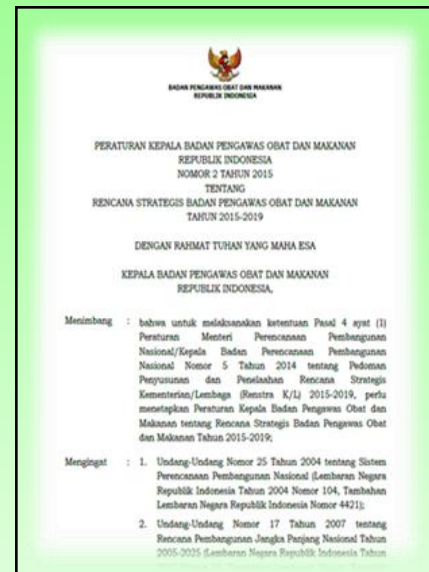 BADAN PENGAWAS OBAT DAN MAKANAN
REPUBLIK INDONESIA
PERATURAN KEPALA BADAN PENGAWAS OBAT DAN MAKANAN
REPUBLIK INDONESIA
NOMOR 2 TAHUN 2015
TENTANG
RENCANA STRATEGIS BADAN PENGAWAS OBAT DAN MAKANAN
TAHUN 2015-2019
DENGAN RAHMAT TUHAN YANG MAHA ESA
KEPALA BADAN PENGAWAS OBAT DAN MAKANAN
REPUBLIK INDONESIA,
Menimbang : bahwa untuk melaksanakan ketentuan Pasal 4 ayat (1)
Peraturan Menteri Perencanaan Pembangunan
Nasional/Kepala Badan Perencanaan Pembangunan
Nasional Nomor 5 Tahun 2014 tentang Pedoman
Penyusunan dan Penelaahan Rencana Strategis
Kementerian/Lembaga (Renstra K/L) 2015-2019, perlu
menetapkan Peraturan Kepala Badan Pengawas Obat dan
Makanan tentang Rencana Strategis Badan Pengawas Obat
dan Makanan Tahun 2015-2019;
Mengingat : 1. Undang-Undang Nomor 25 Tahun 2004 tentang Sistem
Perencanaan Pembangunan Nasional (Lembaran Negara
Republik Indonesia Tahun 2004 Nomor 104, Tambahan
Lembaran Negara Republik Indonesia Nomor 4421);
2. Undang-Undang Nomor 17 Tahun 2007 tentang
Rencana Pembangunan Jangka Panjang Nasional Tahun
2005-2025 (Lembaran Negara Republik Indonesia Tahun